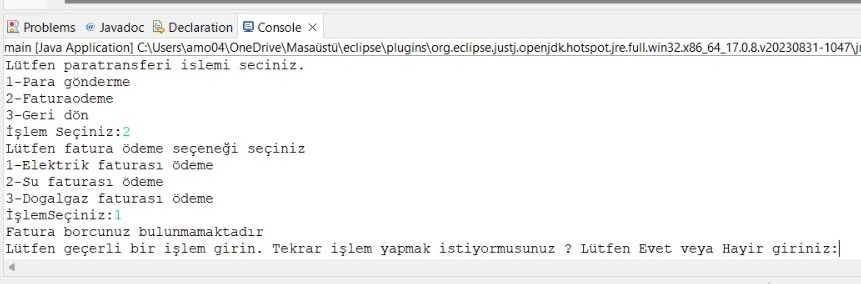 Problems @ Javadoc Declaration Console ×
main [Java Application] C:\Users\amo04\OneDrive\Masaüstü\eclipse\plugins\org.eclipse.justj.openjdk.hotspot.jre.full.win32.x86_64_17.0.8.v20230831-1047\j
Lütfen paratransferi islemi seciniz.
1-Para gönderme
2-Faturaodeme
3-Geri dön
İşlem Seçiniz:2
Lütfen fatura ödeme seçeneği seçiniz
1-Elektrik faturası ödeme
2-Su faturası ödeme
3-Dogalgaz faturası ödeme
İşlemSeçiniz:1
Fatura borcunuz bulunmamaktadır
Lütfen geçerli bir işlem girin. Tekrar işlem yapmak istiyormusunuz ? Lütfen Evet veya Hayir giriniz: